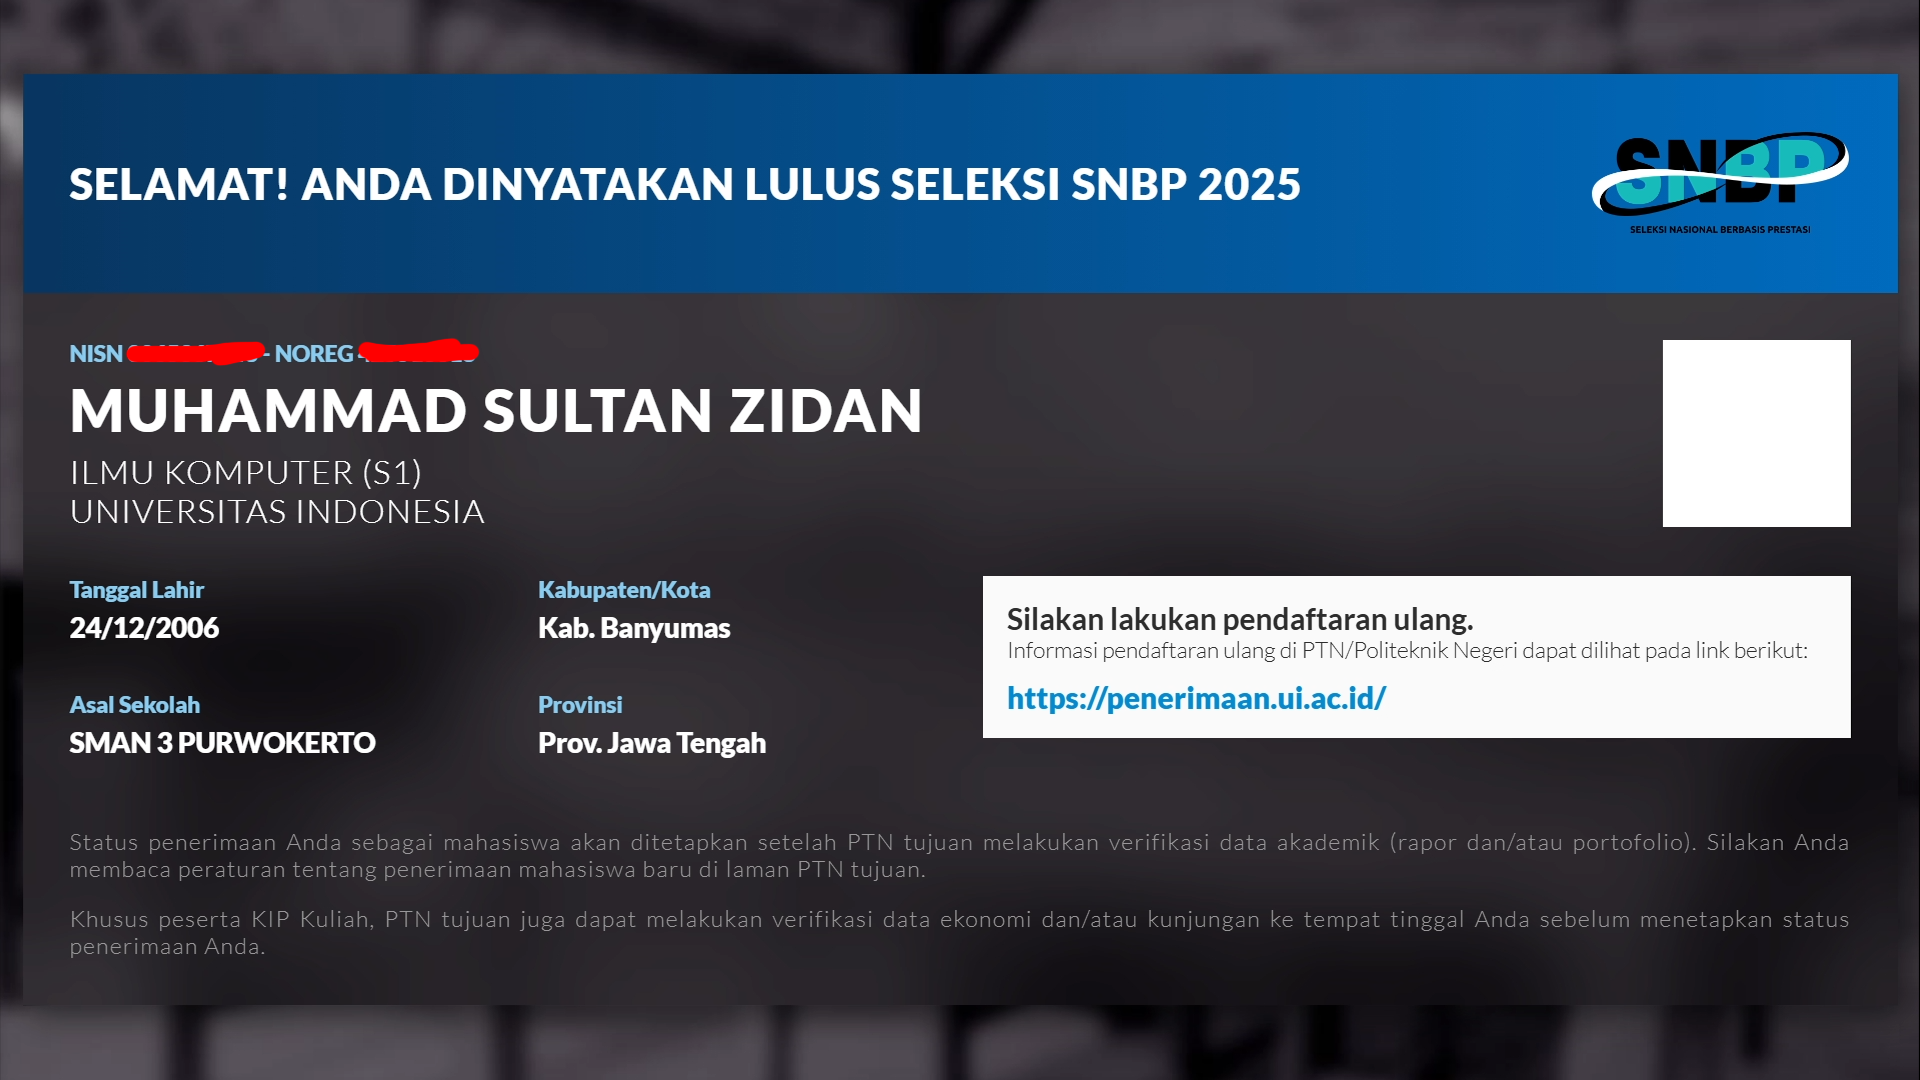 SELAMAT! ANDA DINYATAKAN LULUS SELEKSI SNBP 2025
SNBP
SELEKSI NASIONAL BERBASIS PRESTASI
NISN - NOREG
MUHAMMAD SULTAN ZIDAN
ILMU KOMPUTER (S1)
UNIVERSITAS INDONESIA
Tanggal Lahir
24/12/2006
Kabupaten/Kota
Kab. Banyumas
Asal Sekolah
SMAN 3 PURWOKERTO
Provinsi
Prov. Jawa Tengah
Silakan lakukan pendaftaran ulang.
Informasi pendaftaran ulang di PTN/Politeknik Negeri dapat dilihat pada link berikut:
https://penerimaan.ui.ac.id/
Status penerimaan Anda sebagai mahasiswa akan ditetapkan setelah PTN tujuan melakukan verifikasi data akademik (rapor dan/atau portofolio). Silakan Anda
membaca peraturan tentang penerimaan mahasiswa baru di laman PTN tujuan.
Khusus peserta KIP Kuliah, PTN tujuan juga dapat melakukan verifikasi data ekonomi dan/atau kunjungan ke tempat tinggal Anda sebelum menetapkan status
penerimaan Anda.